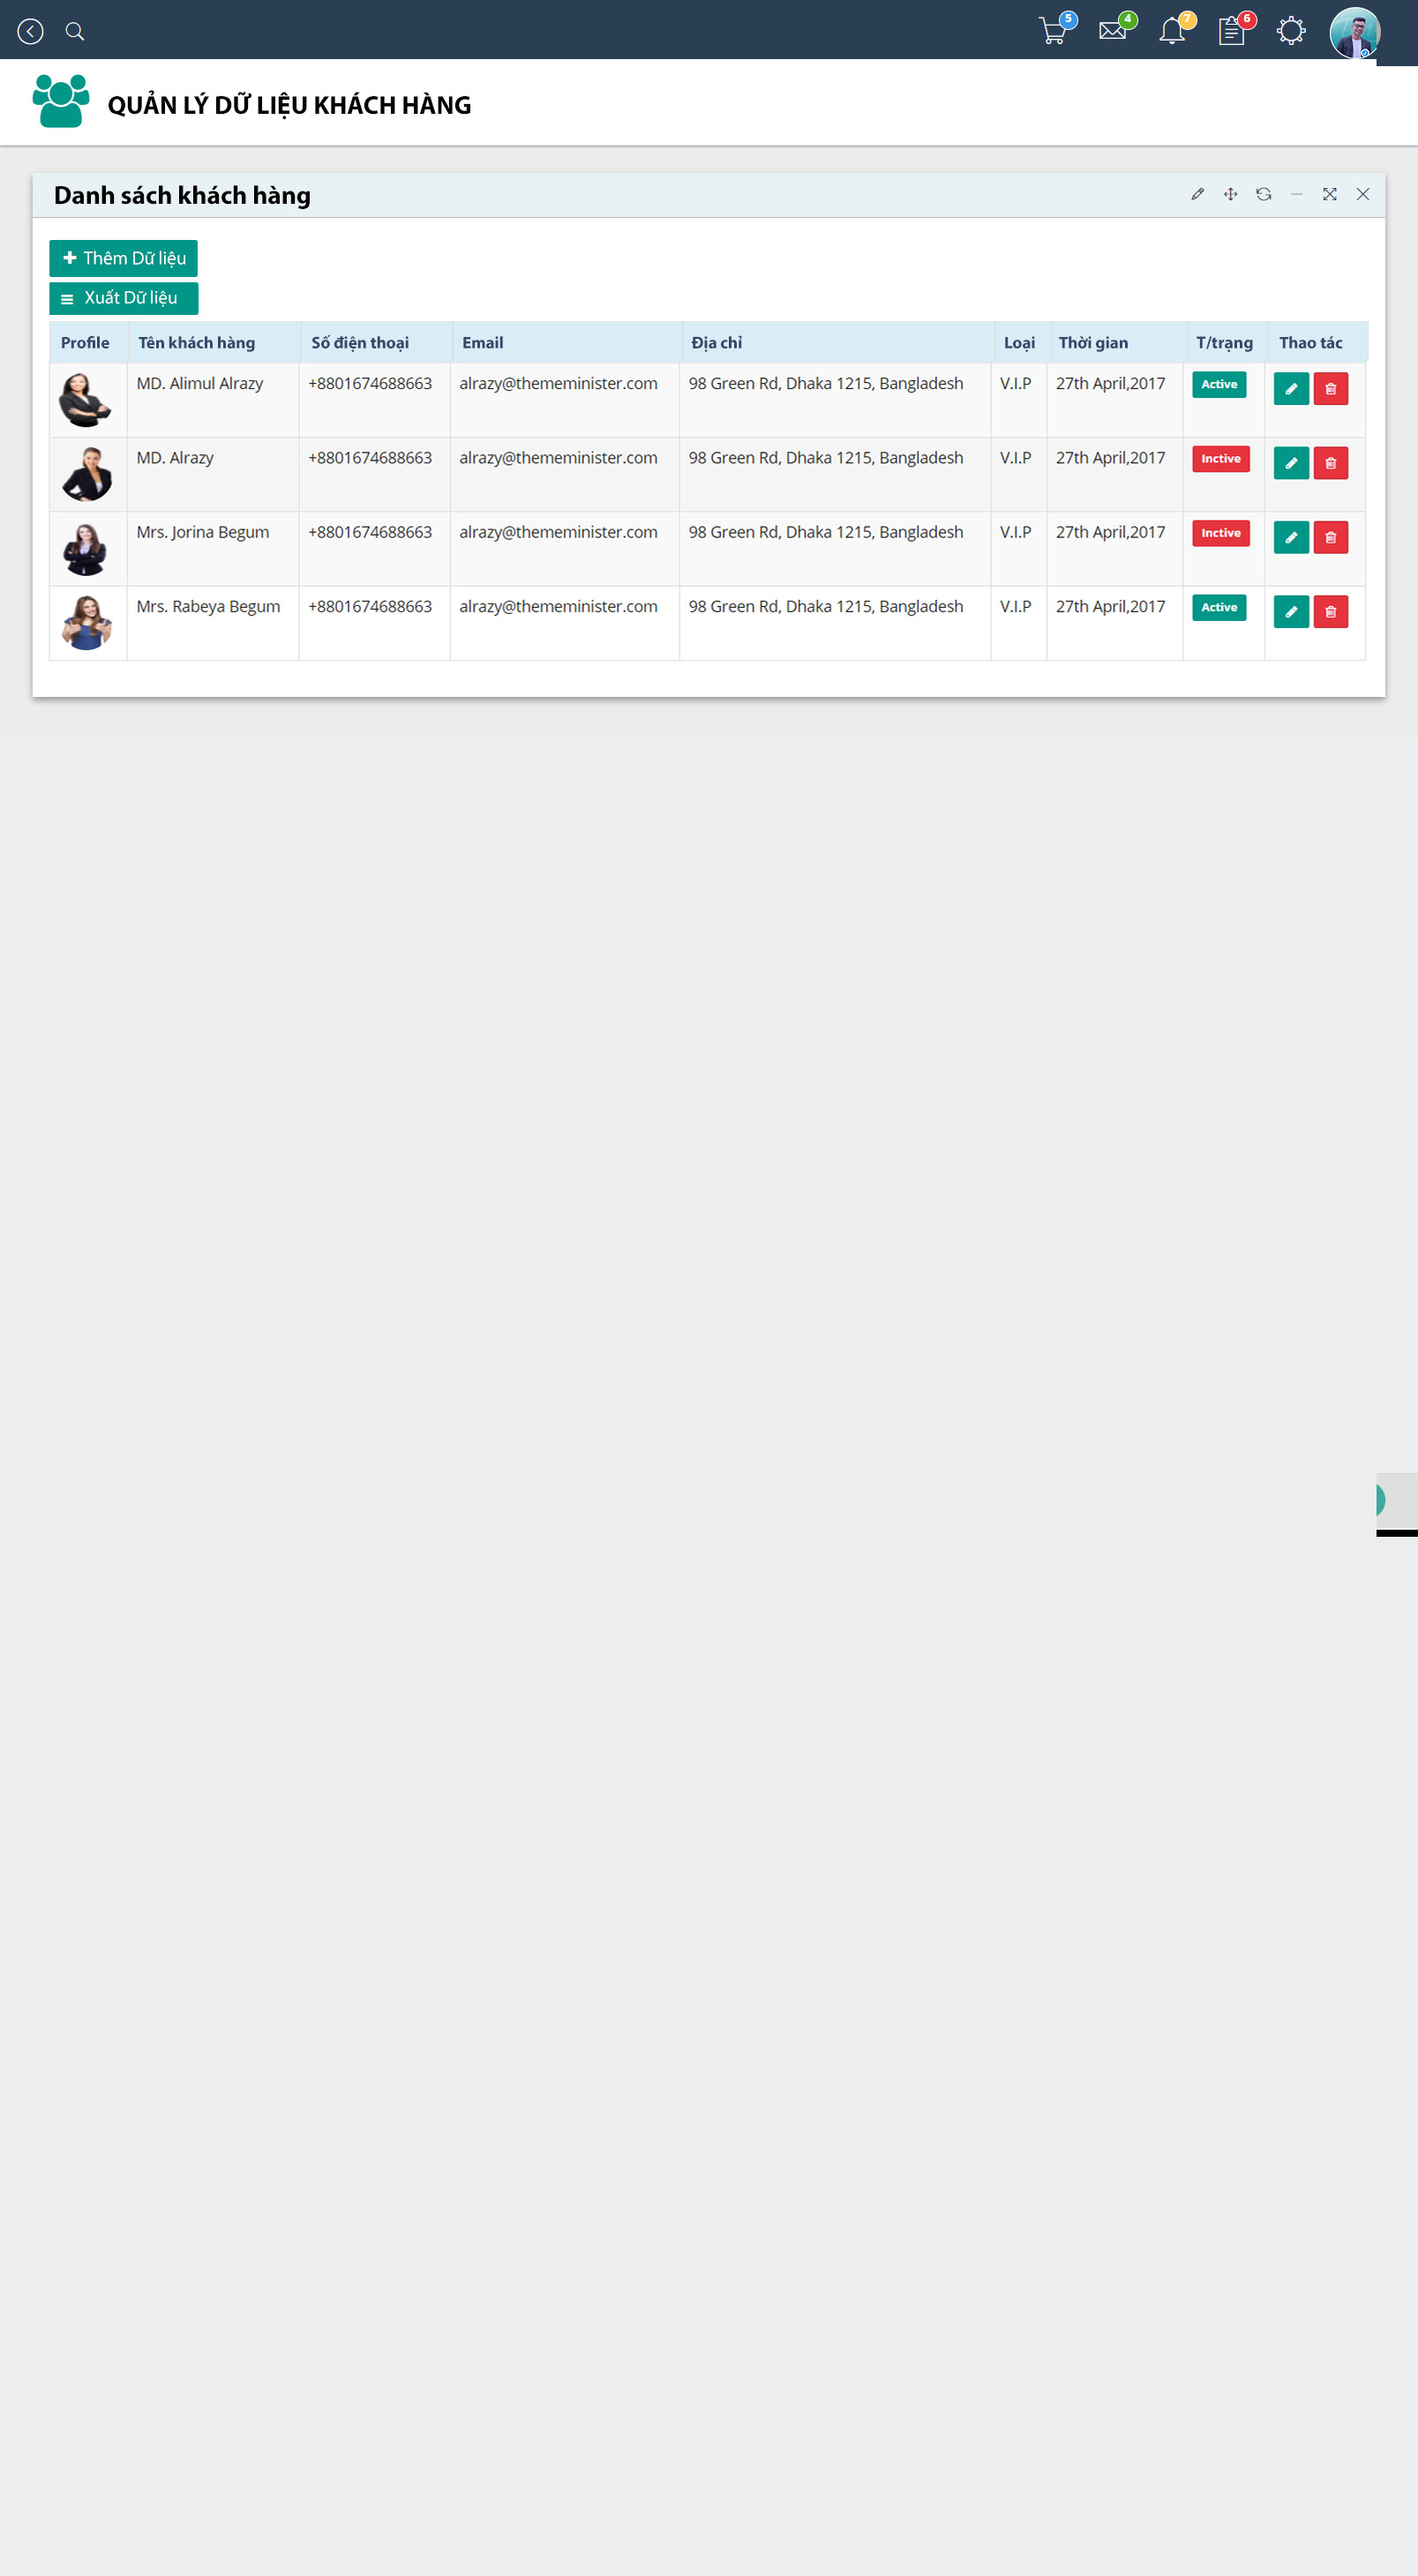 5 4 7 6
QUẢN LÝ DỮ LIỆU KHÁCH HÀNG
Danh sách khách hàng
Thêm Dữ liệu
Xuất Dữ liệu
Profile Tên khách hàng Số điện thoại Email Địa chỉ Loại Thời gian T/trạng Thao tác
MD. Alimul Alrazy +8801674688663 alrazy@thememinister.com 98 Green Rd, Dhaka 1215, Bangladesh V.I.P 27th April,2017 Active
MD. Alrazy +8801674688663 alrazy@thememinister.com 98 Green Rd, Dhaka 1215, Bangladesh V.I.P 27th April,2017 Inctive
Mrs. Jorina Begum +8801674688663 alrazy@thememinister.com 98 Green Rd, Dhaka 1215, Bangladesh V.I.P 27th April,2017 Inctive
Mrs. Rabeya Begum +8801674688663 alrazy@thememinister.com 98 Green Rd, Dhaka 1215, Bangladesh V.I.P 27th April,2017 Active